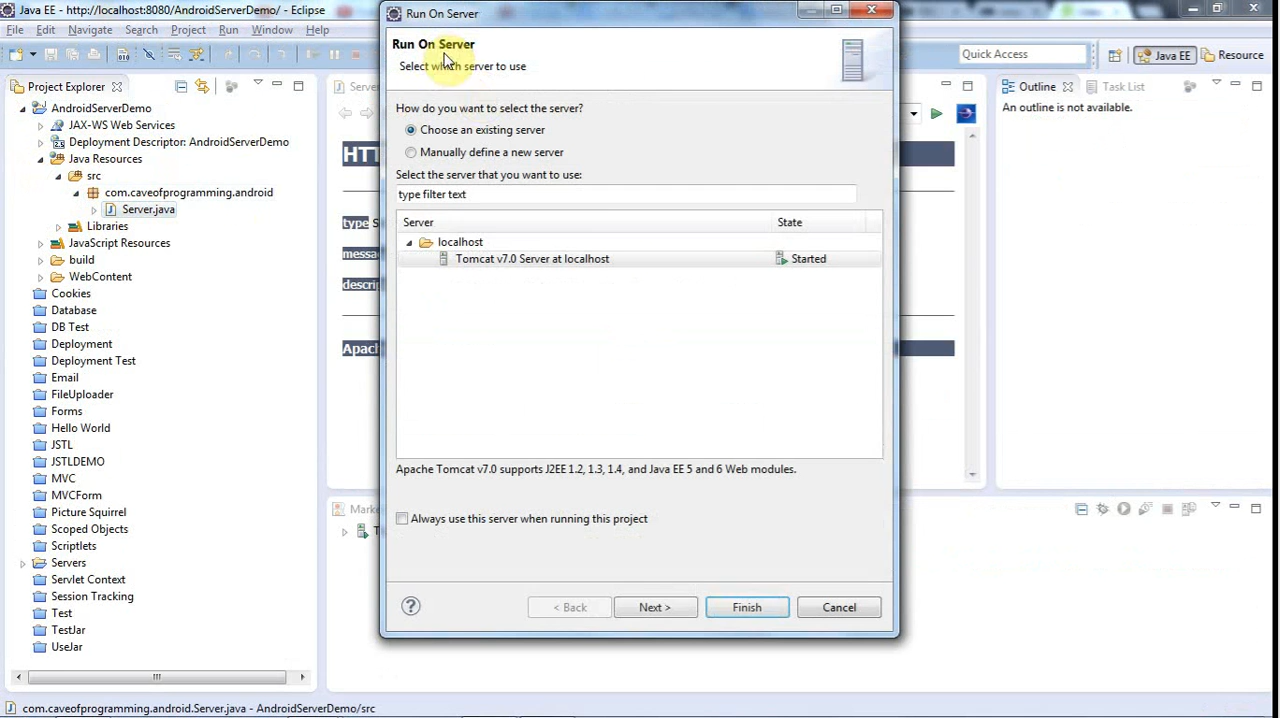 Java EE - http://localhost:8080/AndroidServerDemo/ - Eclipse
File Edit Navigate Search Project Run Window Help
Quick Access
Java EE
Resource
Project Explorer
AndroidServerDemo
JAX-WS Web Services
Deployment Descriptor: AndroidServerDemo
Java Resources
src
com.caveofprogramming.android
Server.java
Libraries
JavaScript Resources
build
WebContent
Cookies
Database
DB Test
Deployment
Deployment Test
Email
FileUploader
Forms
Hello World
JSTL
JSTLDEMO
MVC
MVCForm
Picture Squirrel
Scoped Objects
Scriptlets
Servers
Servlet Context
Session Tracking
Test
TestJar
UseJar
Serve
HTT
type S
messa
descrip
Apach
Marke
T
Run On Server
Run On Server
Select which server to use
How do you want to select the server?
Choose an existing server
Manually define a new server
Select the server that you want to use:
type filter text
Server State
localhost
Tomcat v7.0 Server at localhost Started
Apache Tomcat v7.0 supports J2EE 1.2, 1.3, 1.4, and Java EE 5 and 6 Web modules.
Always use this server when running this project
? < Back Next > Finish Cancel
Outline
Task List
An outline is not available.
com.caveofprogramming.android.Server.java - AndroidServerDemo/src